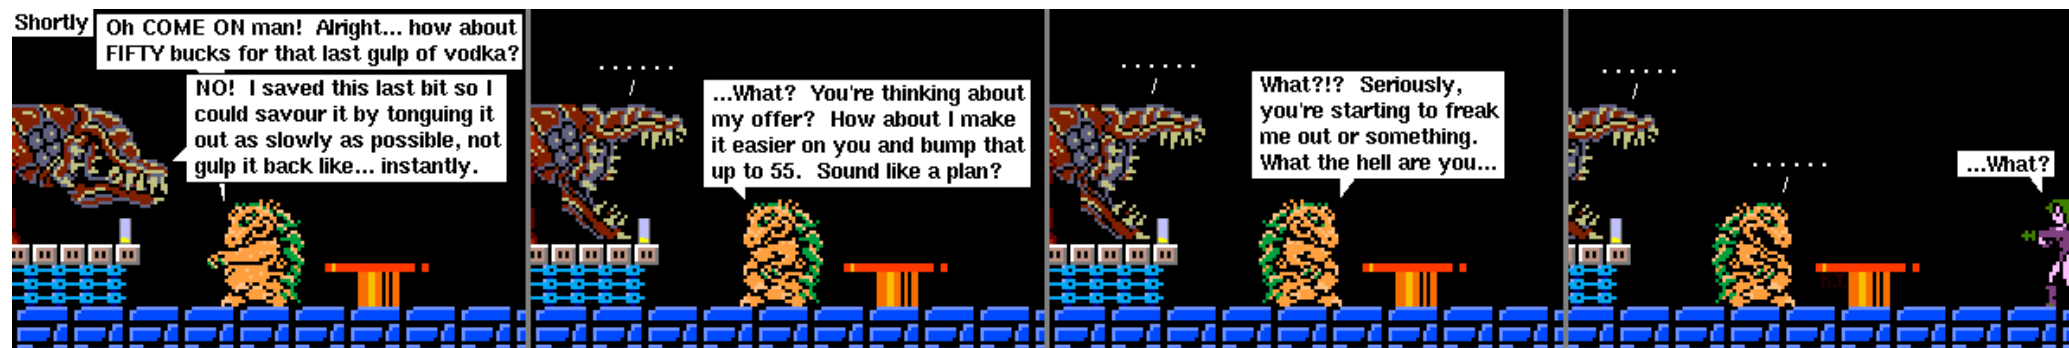 Shortly
Oh COME ON man! Alright... how about
FIFTY bucks for that last gulp of vodka?
NO! I saved this last bit so I
could savour it by tonguing it
out as slowly as possible, not
gulp it back like... instantly.
......
...What? You're thinking about
my offer? How about I make
it easier on you and bump that
up to 55. Sound like a plan?
......
What?!? Seriously,
you're starting to freak
me out or something.
What the hell are you...
......
......
...What?